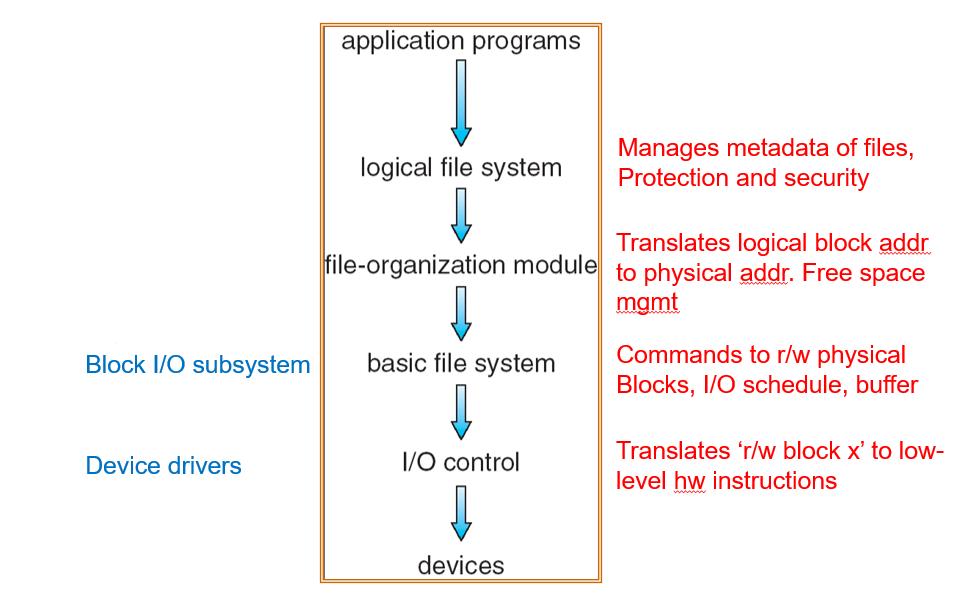 application programs
logical file system
Manages metadata of files,
Protection and security
file-organization module
Translates logical block addr
to physical addr. Free space
mgmt
Block I/O subsystem
basic file system
Commands to r/w physical
Blocks, I/O schedule, buffer
Device drivers
I/O control
Translates ‘r/w block x’ to low-
level hw instructions
devices